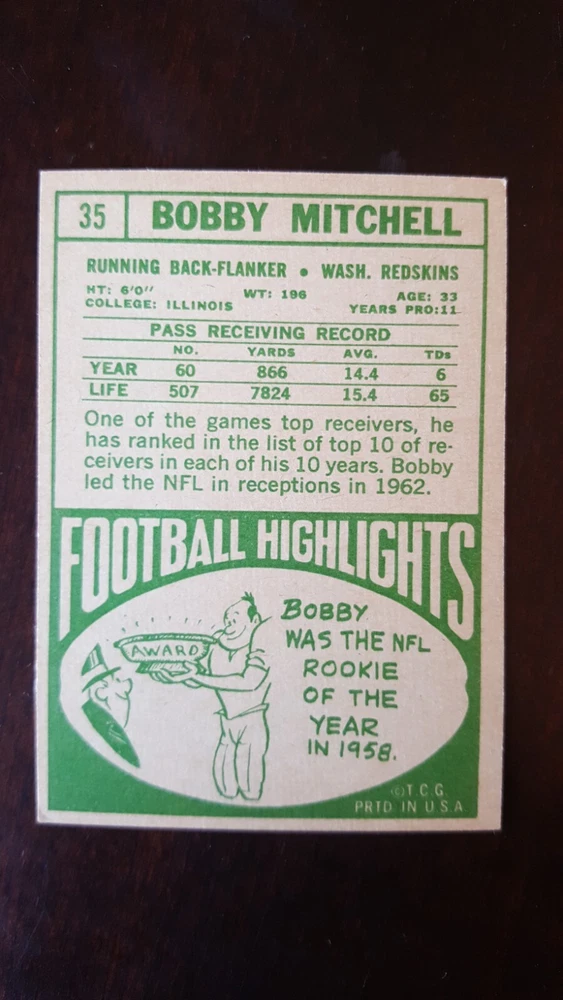 35 BOBBY MITCHELL
RUNNING BACK-FLANKER • WASH. REDSKINS
HT: 6'0" WT: 196 AGE: 33
COLLEGE: ILLINOIS YEARS PRO: 11
PASS RECEIVING RECORD
NO. YARDS AVG. TDs
YEAR 60 866 14.4 6
LIFE 507 7824 15.4 65
One of the games top receivers, he
has ranked in the list of top 10 of re-
ceivers in each of his 10 years. Bobby
led the NFL in receptions in 1962.
FOOTBALL HIGHLIGHTS
AWARD
BOBBY
WAS THE NFL
ROOKIE
OF THE
YEAR
IN 1958.
©T.C.G.
PRTD. IN U.S.A.